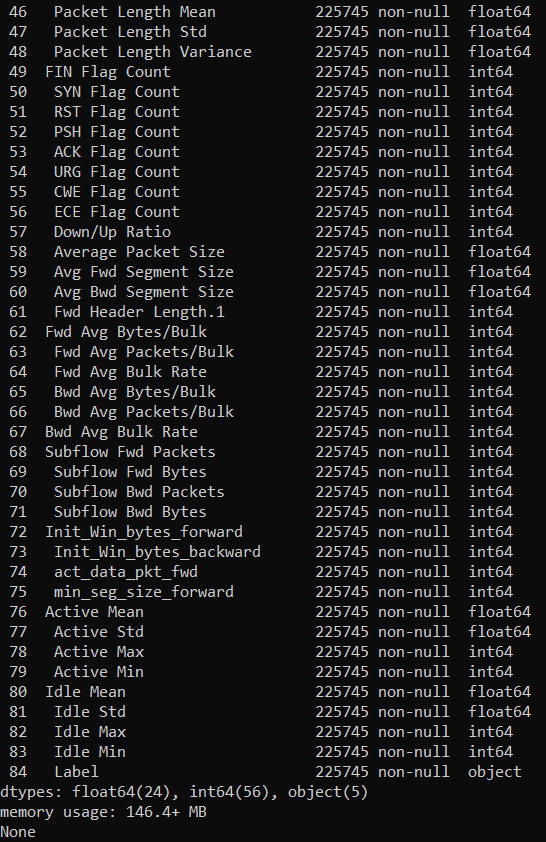 46   Packet Length Mean           225745 non-null  float64
47   Packet Length Std            225745 non-null  float64
48   Packet Length Variance       225745 non-null  float64
49  FIN Flag Count                225745 non-null  int64
50   SYN Flag Count               225745 non-null  int64
51   RST Flag Count               225745 non-null  int64
52   PSH Flag Count               225745 non-null  int64
53   ACK Flag Count               225745 non-null  int64
54   URG Flag Count               225745 non-null  int64
55   CWE Flag Count               225745 non-null  int64
56   ECE Flag Count               225745 non-null  int64
57   Down/Up Ratio                225745 non-null  int64
58   Average Packet Size          225745 non-null  float64
59   Avg Fwd Segment Size         225745 non-null  float64
60   Avg Bwd Segment Size         225745 non-null  float64
61   Fwd Header Length.1          225745 non-null  int64
62  Fwd Avg Bytes/Bulk            225745 non-null  int64
63   Fwd Avg Packets/Bulk         225745 non-null  int64
64   Fwd Avg Bulk Rate            225745 non-null  int64
65   Bwd Avg Bytes/Bulk           225745 non-null  int64
66   Bwd Avg Packets/Bulk         225745 non-null  int64
67  Bwd Avg Bulk Rate             225745 non-null  int64
68  Subflow Fwd Packets           225745 non-null  int64
69   Subflow Fwd Bytes            225745 non-null  int64
70   Subflow Bwd Packets          225745 non-null  int64
71   Subflow Bwd Bytes            225745 non-null  int64
72  Init_Win_bytes_forward        225745 non-null  int64
73   Init_Win_bytes_backward      225745 non-null  int64
74   act_data_pkt_fwd             225745 non-null  int64
75   min_seg_size_forward         225745 non-null  int64
76  Active Mean                   225745 non-null  float64
77   Active Std                   225745 non-null  float64
78   Active Max                   225745 non-null  int64
79   Active Min                   225745 non-null  int64
80  Idle Mean                     225745 non-null  float64
81   Idle Std                     225745 non-null  float64
82   Idle Max                     225745 non-null  int64
83   Idle Min                     225745 non-null  int64
84   Label                        225745 non-null  object
dtypes: float64(24), int64(56), object(5)
memory usage: 146.4+ MB
None